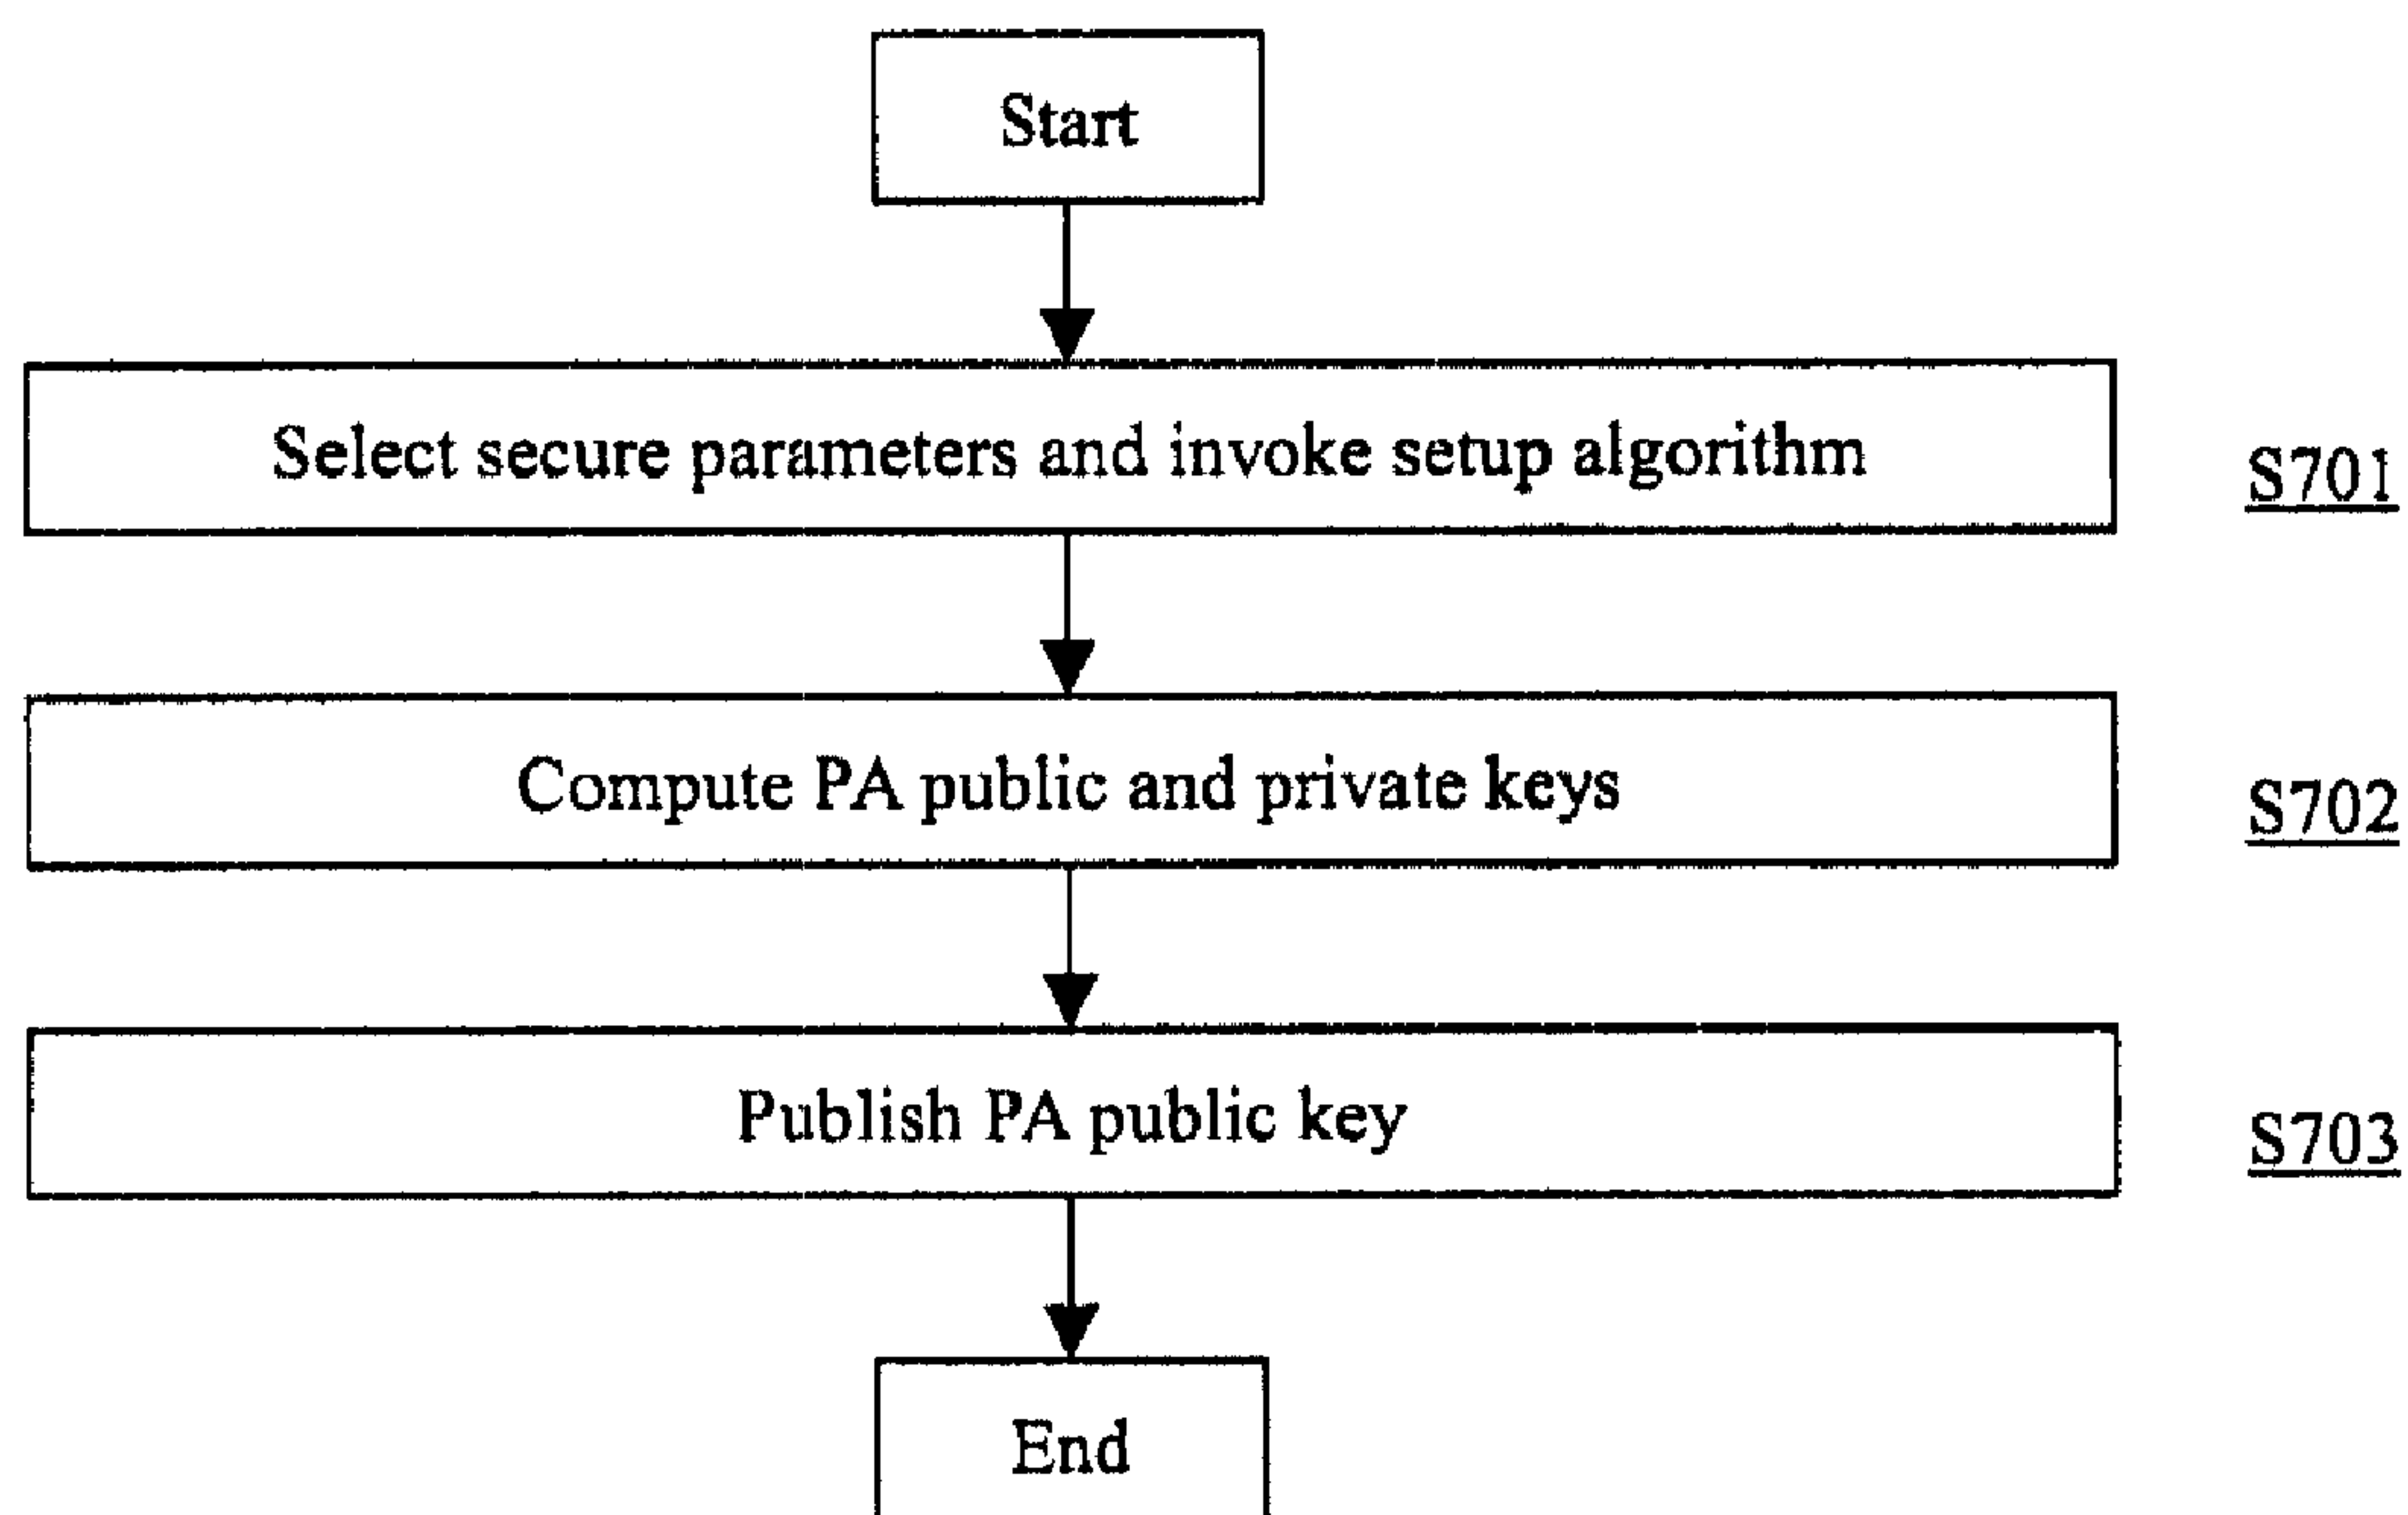 Start
Select secure parameters and invoke setup algorithm
S701
Compute PA public and private keys
S702
Publish PA public key
S703
End